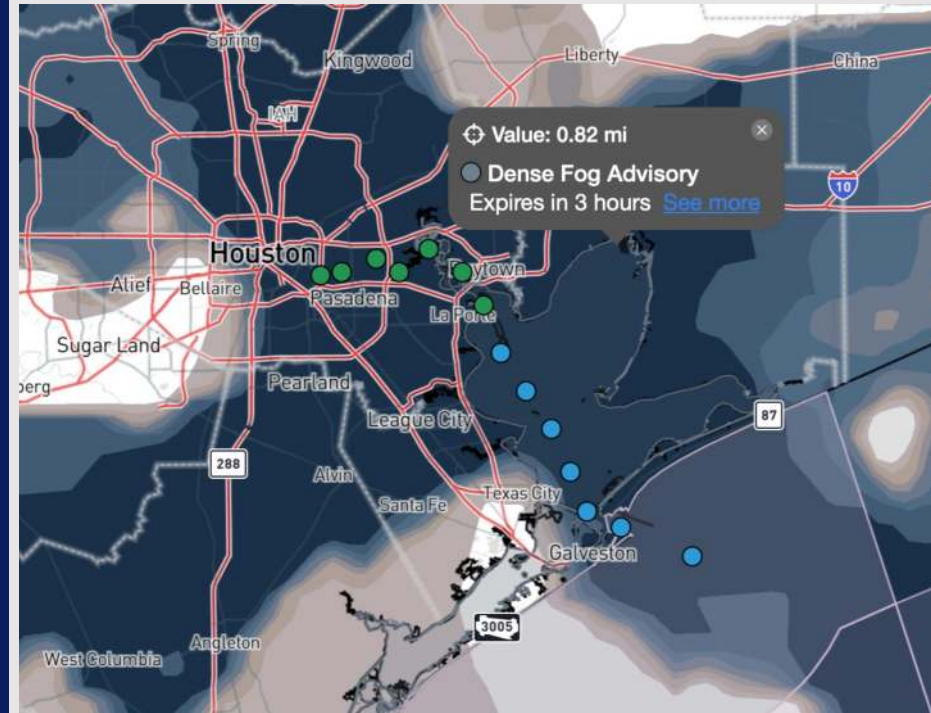 Spring
Kingwood
Liberty
China
IAH
Value: 0.82 mi
Dense Fog Advisory
Expires in 3 hours See more
10
Houston
Baytown
Alief
Bellaire
Pasadena
La Porte
Sugar Land
berg
Pearland
League City
87
288
Alvin
Santa Fe
Texas City
Galveston
3005
Angleton
West Columbia